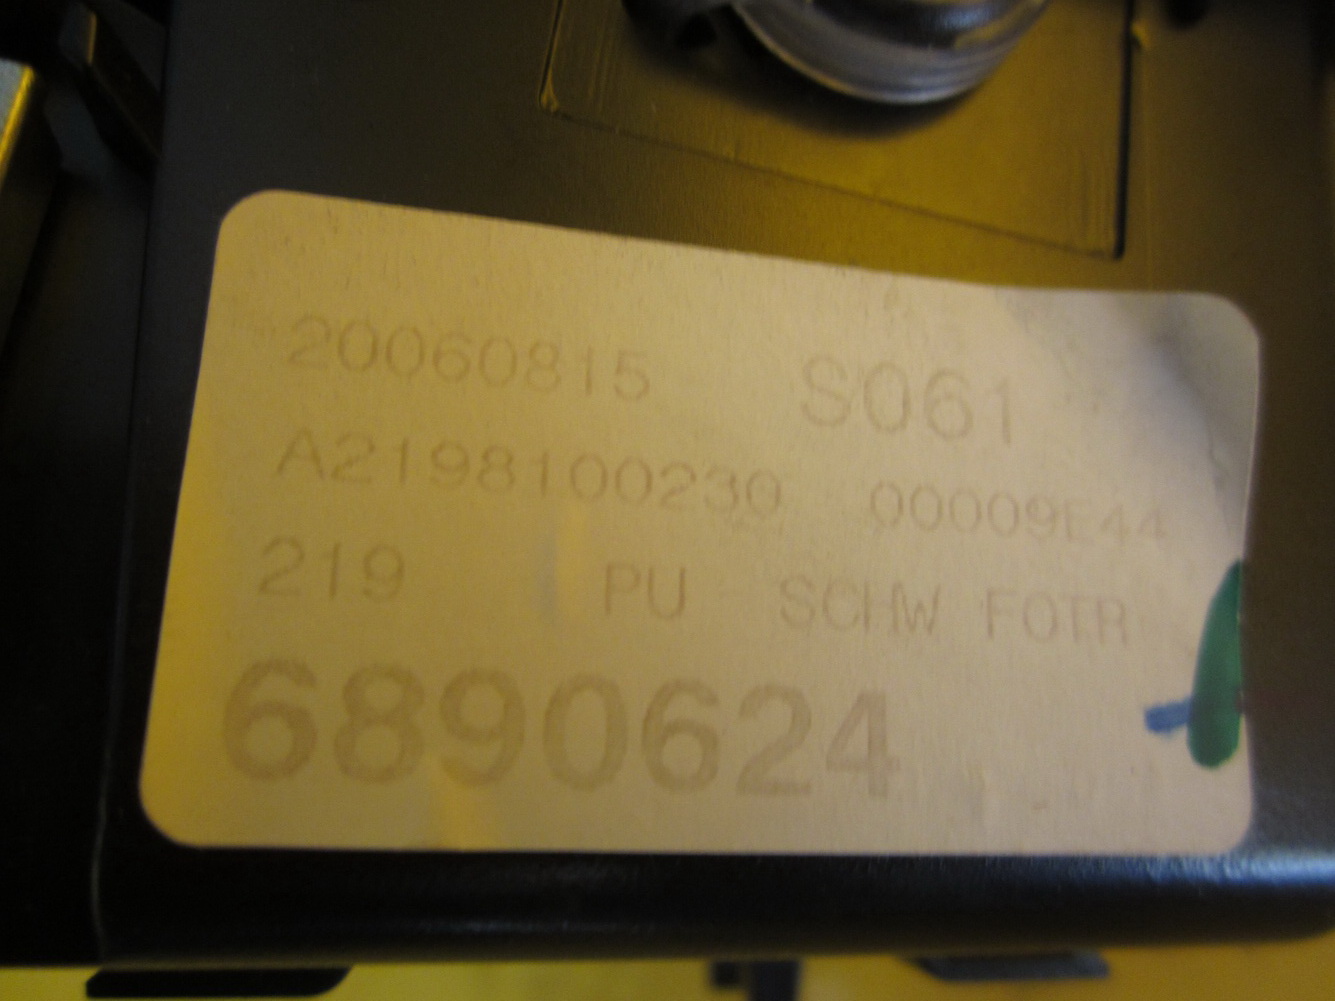 20060815 S061
A2198100230 00009E44
219 PU SCHW FOTR
6890624